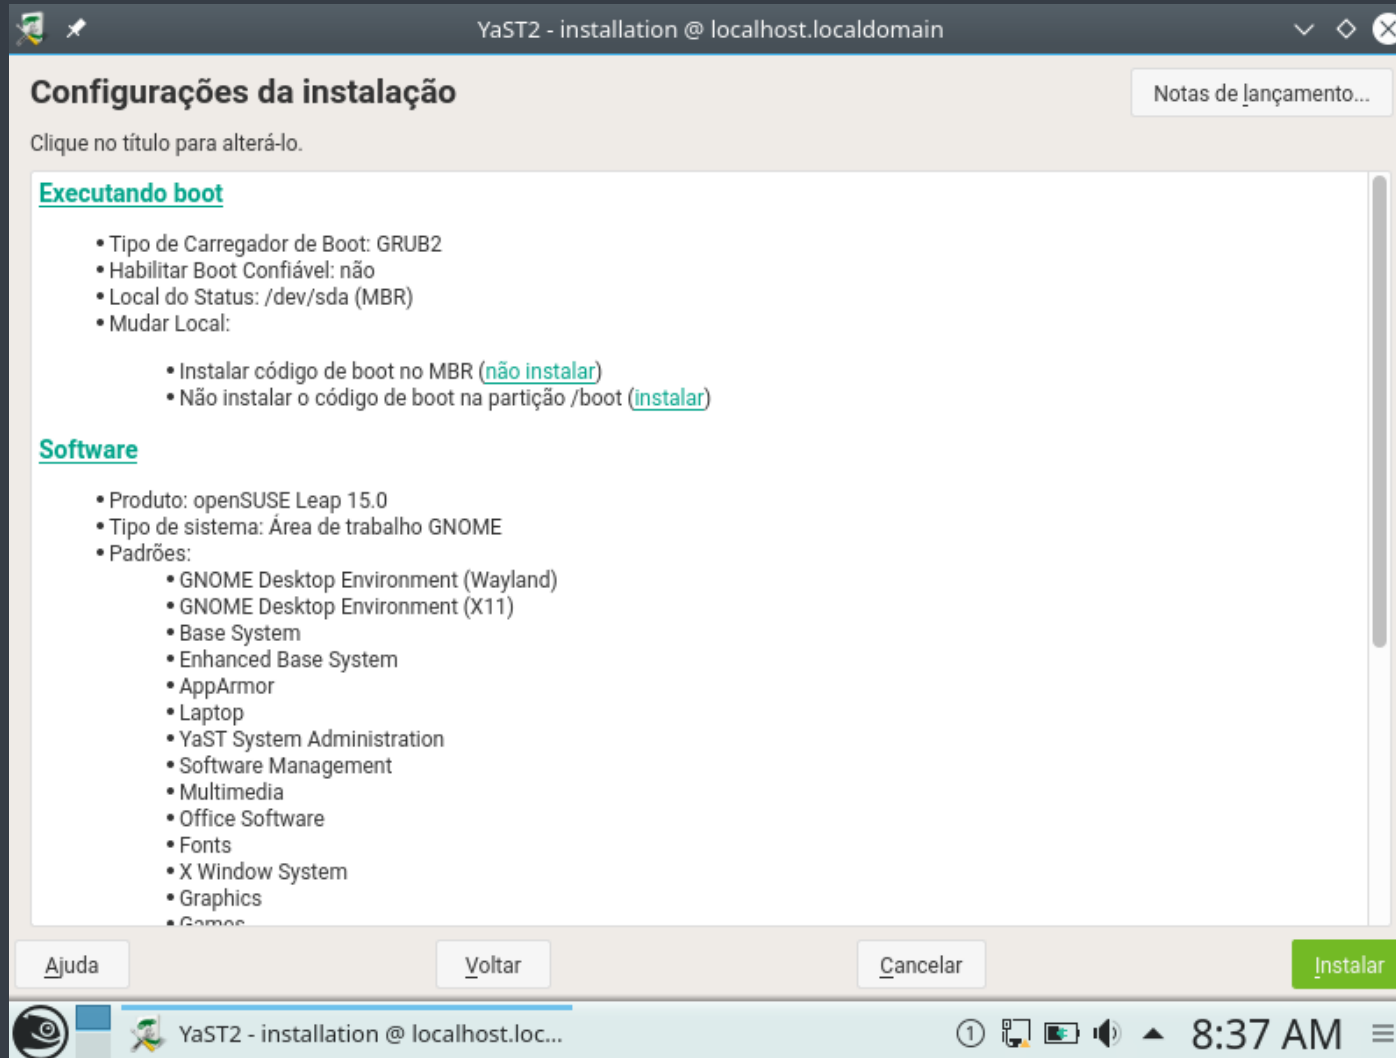 YaST2 - installation @ localhost.localdomain
Configurações da instalação
Notas de lançamento...
Clique no título para alterá-lo.
Executando boot
• Tipo de Carregador de Boot: GRUB2
• Habilitar Boot Confiável: não
• Local do Status: /dev/sda (MBR)
• Mudar Local:
• Instalar código de boot no MBR (não instalar)
• Não instalar o código de boot na partição /boot (instalar)
Software
• Produto: openSUSE Leap 15.0
• Tipo de sistema: Área de trabalho GNOME
• Padrões:
• GNOME Desktop Environment (Wayland)
• GNOME Desktop Environment (X11)
• Base System
• Enhanced Base System
• AppArmor
• Laptop
• YaST System Administration
• Software Management
• Multimedia
• Office Software
• Fonts
• X Window System
• Graphics
• Games
Ajuda
Voltar
Cancelar
Instalar
YaST2 - installation @ localhost.loc...
1
8:37 AM